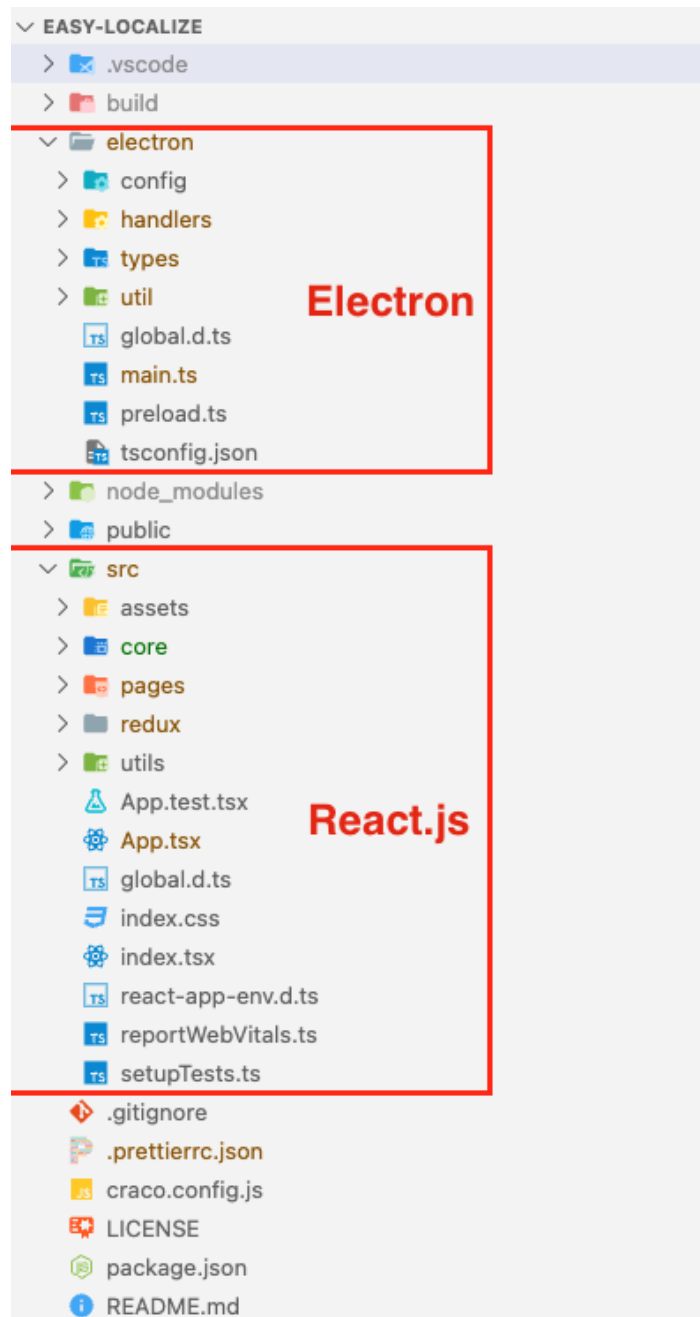 EASY-LOCALIZE
.vscode
build
electron
config
handlers
types
util
Electron
global.d.ts
main.ts
preload.ts
tsconfig.json
node_modules
public
src
assets
core
pages
redux
utils
App.test.tsx
React.js
App.tsx
global.d.ts
index.css
index.tsx
react-app-env.d.ts
reportWebVitals.ts
setupTests.ts
.gitignore
.prettierrc.json
craco.config.js
LICENSE
package.json
README.md